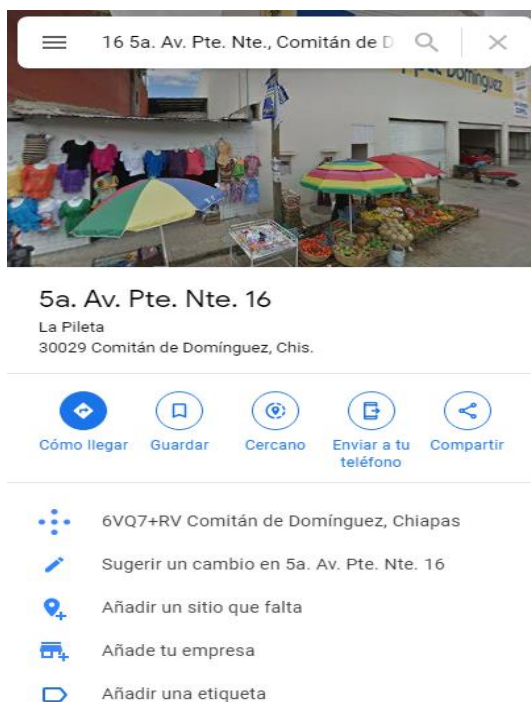 16 5a. Av. Pte. Nte., Comitán de D
Domínguez
5a. Av. Pte. Nte. 16
La Pileta
30029 Comitán de Domínguez, Chis.
Cómo llegar
Guardar
Cercano
Enviar a tu
teléfono
Compartir
6VQ7+RV Comitán de Domínguez, Chiapas
Sugerir un cambio en 5a. Av. Pte. Nte. 16
Añadir un sitio que falta
Añade tu empresa
Añadir una etiqueta